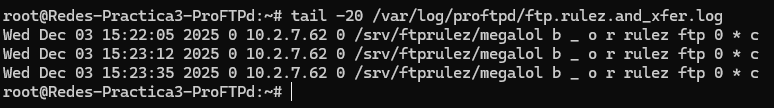 root@Redes-Practica3-ProFTPd:~# tail -20 /var/log/proftpd/ftp.rulez.and_xfer.log
Wed Dec 03 15:22:05 2025 0 10.2.7.62 0 /srv/ftprulez/megalol b _ o r rulez ftp 0 * c
Wed Dec 03 15:23:12 2025 0 10.2.7.62 0 /srv/ftprulez/megalol b _ o r rulez ftp 0 * c
Wed Dec 03 15:23:35 2025 0 10.2.7.62 0 /srv/ftprulez/megalol b _ o r rulez ftp 0 * c
root@Redes-Practica3-ProFTPd:~#